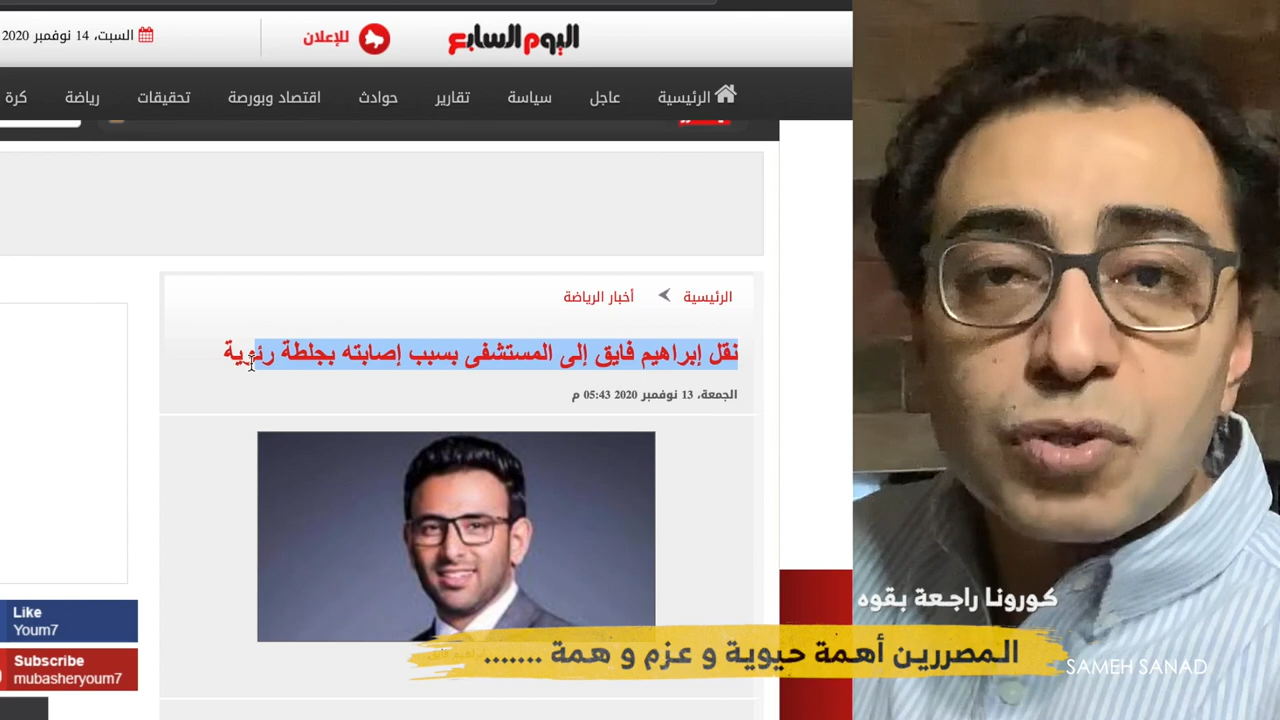 السبت، 14 نوفمبر 2020
للإعلان
اليوم السابع
الرئيسية عاجل سياسة تقارير حوادث اقتصاد وبورصة تحقيقات رياضة كرة
الرئيسية أخبار الرياضة
نقل إبراهيم فايق إلى المستشفى بسبب إصابته بجلطة رئوية
الجمعة، 13 نوفمبر 2020 05:43 م
Like
Youm7
Subscribe
mubasheryoum7
كورونا راجعة بقوه
المصررين أهمة حيوية و عزم و همة .......
SAMEH SANAD